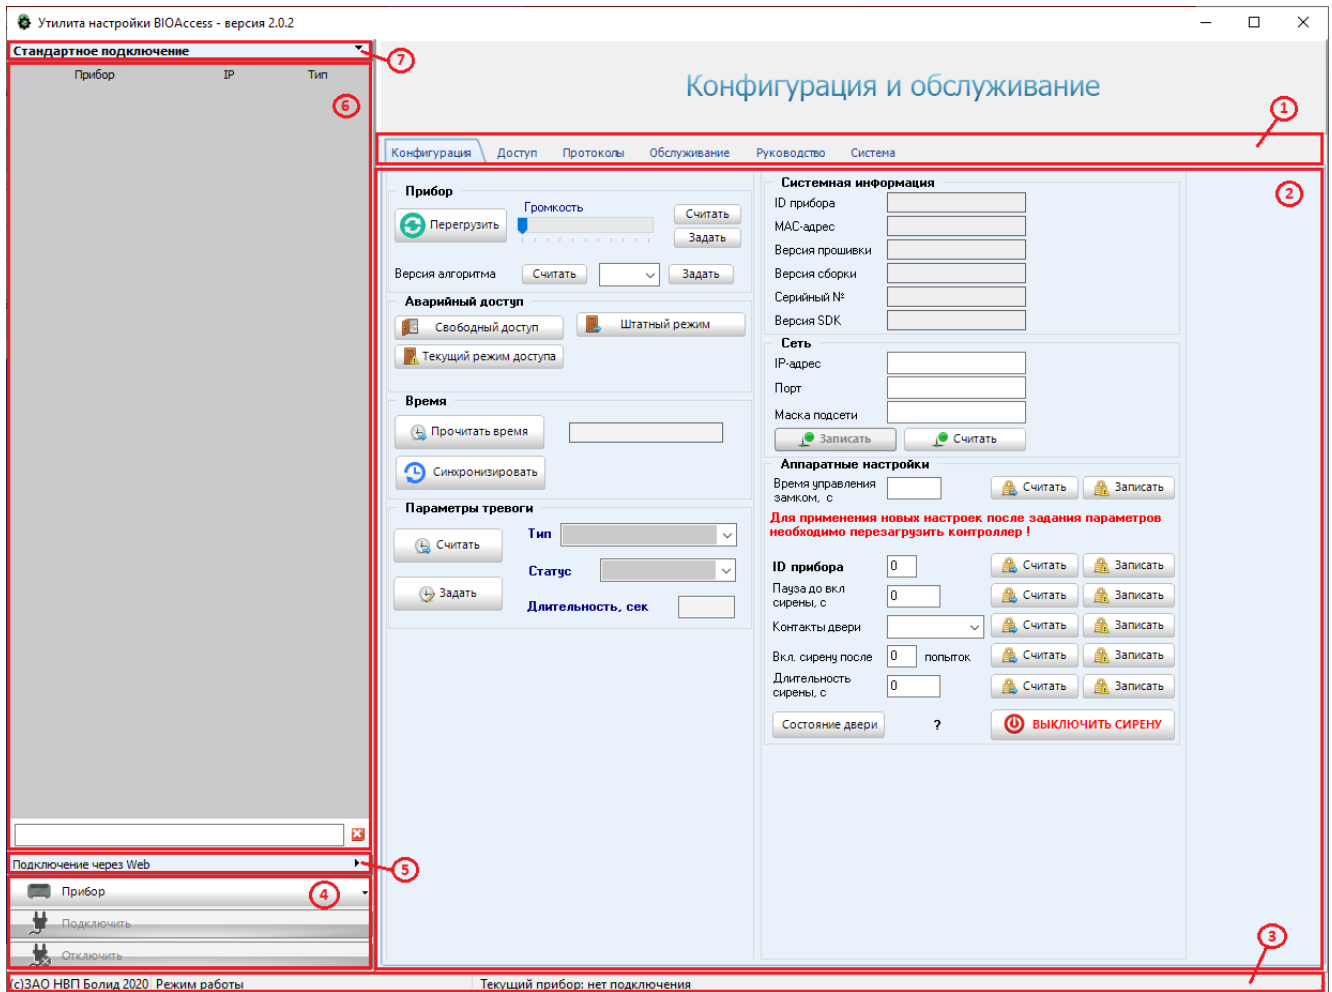 Утилита настройки BIOAccess - версия 2.0.2
Стандартное подключение
7
Прибор IP Тип
6
Конфигурация и обслуживание
1
Конфигурация Доступ Протоколы Обслуживание Руководство Система
2
Прибор
Перегрузить
Громкость
Считать
Задать
Версия алгоритма Считать Задать
Аварийный доступ
Свободный доступ Штатный режим
Текущий режим доступа
Время
Прочитать время
Синхронизировать
Параметры тревоги
Считать
Тип
Статус
Задать
Длительность, сек
Системная информация
ID прибора
MAC-адрес
Версия прошивки
Версия сборки
Серийный №
Версия SDK
Сеть
IP-адрес
Порт
Маска подсети
Записать Считать
Аппаратные настройки
Время управления
замком, с
Считать Записать
Для применения новых настроек после задания параметров
необходимо перезагрузить контроллер !
ID прибора 0 Считать Записать
Пауза до вкл
сирены, с
0 Считать Записать
Контакты двери Считать Записать
Вкл. сирену после 0 попыток Считать Записать
Длительность
сирены, с
0 Считать Записать
Состояние двери ? ВЫКЛЮЧИТЬ СИРЕНУ
Подключение через Web
5
Прибор
4
Подключить
Отключить
3
(c)ЗАО НВП Болид 2020 Режим работы Текущий прибор: нет подключения